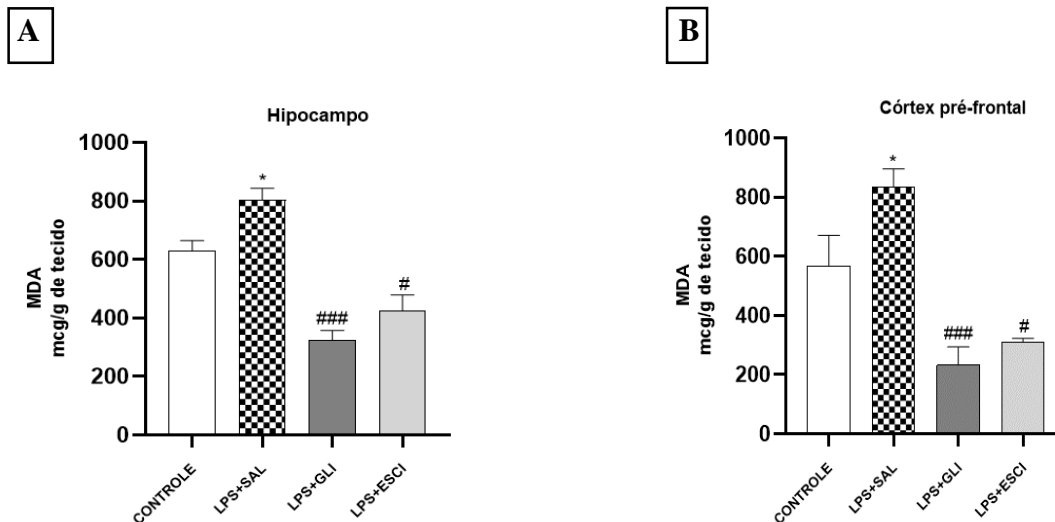 A
Hipocampo
1000
800
600
400
200
0
MDA
mcg/g de tecido
*
###
#
CONTROLE
LPS+SAL
LPS+GLI
LPS+ESCI
B
Córtex pré-frontal
1000
800
600
400
200
0
MDA
mcg/g de tecido
*
###
#
CONTROLE
LPS+SAL
LPS+GLI
LPS+ESCI